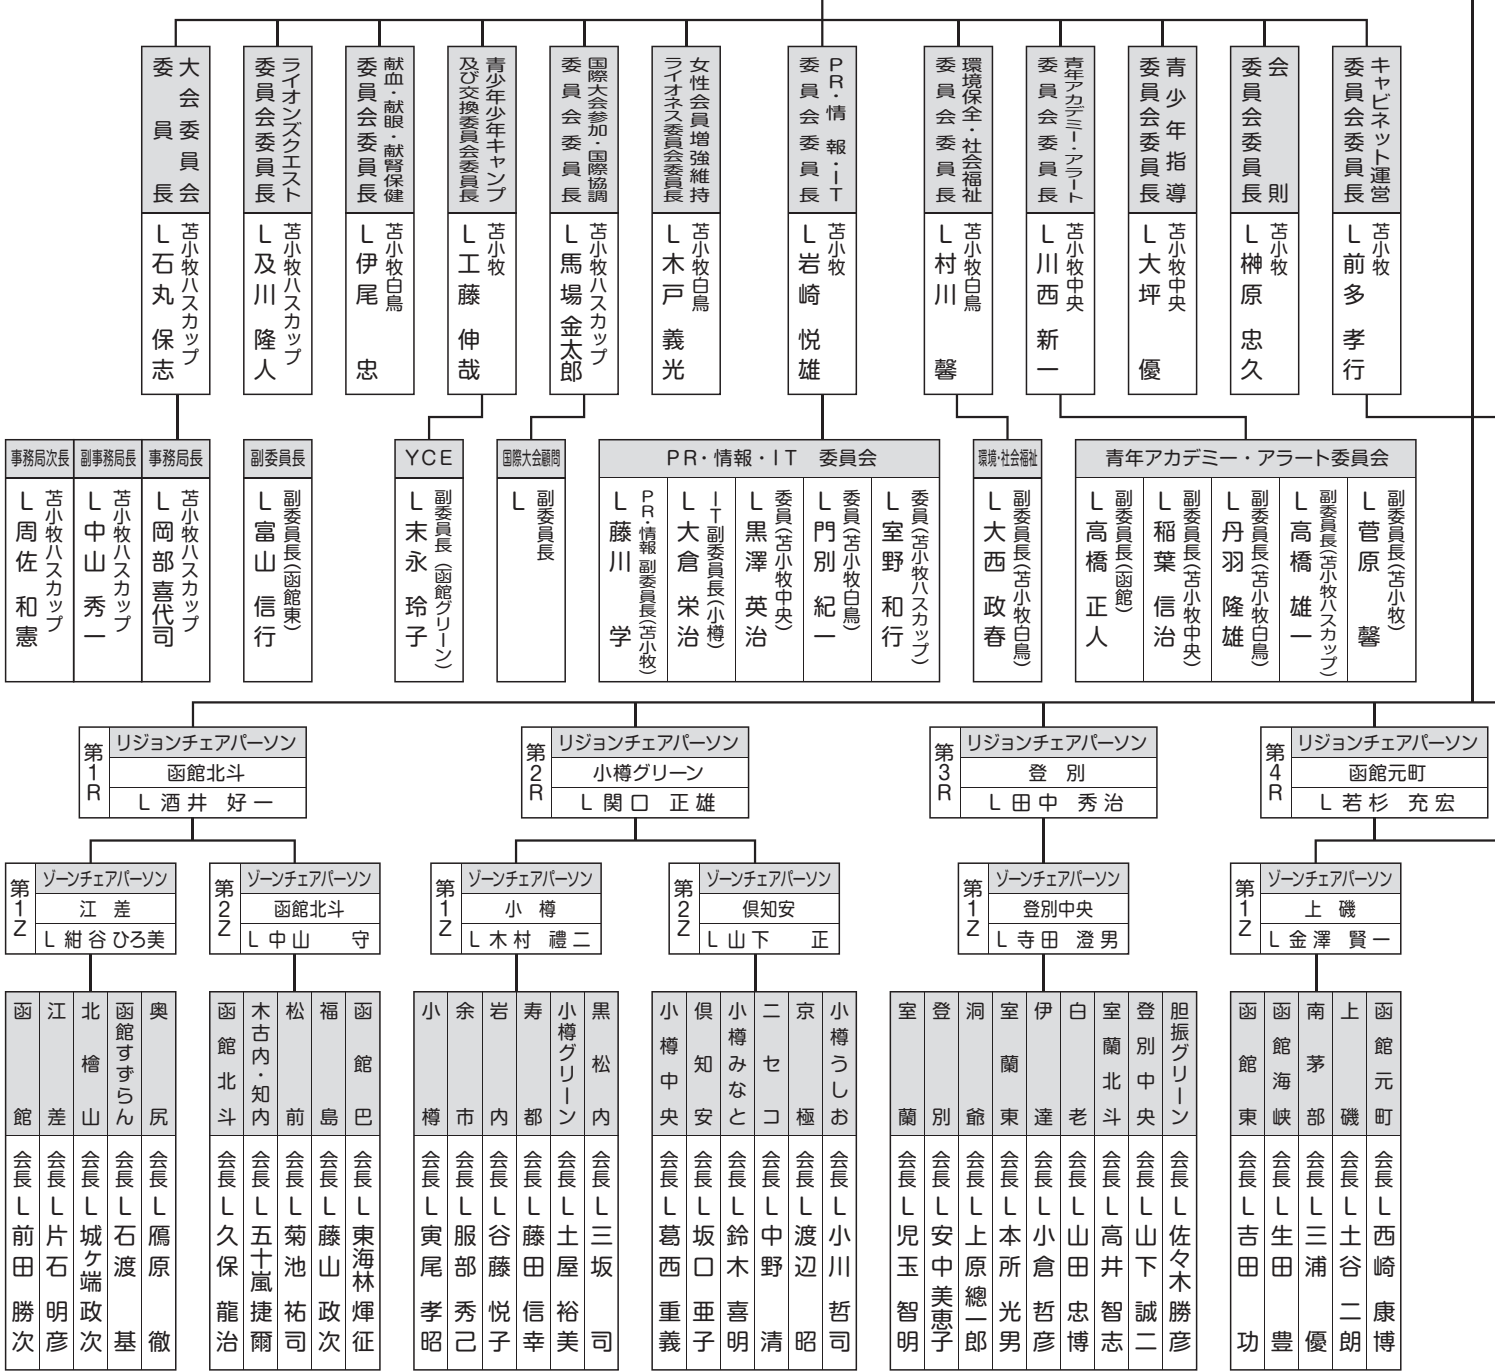 大会委員会
委員長
苫小牧ハスカップ
L 石丸 保志
ライオンズクエスト
委員会委員長
苫小牧ハスカップ
L 及川 隆人
献血・献眼・献腎保健
委員会委員長
苫小牧白鳥
L 伊尾 忠
青少年少年キャンプ
及び交換委員会委員長
苫小牧
L 工藤 伸哉
国際大会参加・国際協調
委員会委員長
苫小牧ハスカップ
L 馬場 金太郎
女性会員増強維持
ライオネス委員会委員長
苫小牧白鳥
L 木戸 義光
PR・情報・IT
委員会委員長
苫小牧
L 岩崎 悦雄
環境保全・社会福祉
委員会委員長
苫小牧白鳥
L 村川 馨
青年アカデミー・アラート
委員会委員長
苫小牧中央
L 川西 新一
青少年指導
委員会委員長
苫小牧中央
L 大坪 優
会則
委員会委員長
苫小牧
L 榊原 忠久
キャビネット運営
委員会委員長
苫小牧
L 前多 孝行
事務局次長
苫小牧ハスカップ
L 周佐 和憲
副事務局長
苫小牧ハスカップ
L 中山 秀一
事務局長
苫小牧ハスカップ
L 岡部 喜代司
副委員長
副委員長(函館東)
L 富山 信行
YCE
副委員長(函館グリーン)
L 末永 玲子
国際大会顧問
副委員長
L
PR・情報・IT 委員会
PR・情報 副委員長(苫小牧)
L 藤川 学
IT副委員長(小樽)
L 大倉 栄治
委員(苫小牧中央)
L 黒澤 英治
委員(苫小牧白鳥)
L 門別 紀一
委員(苫小牧ハスカップ)
L 室野 和行
環境・社会福祉
副委員長(苫小牧白鳥)
L 大西 政春
青年アカデミー・アラート委員会
副委員長(函館)
L 高橋 正人
副委員長(苫小牧中央)
L 稲葉 信治
副委員長(苫小牧白鳥)
L 丹羽 隆雄
副委員長(苫小牧ハスカップ)
L 高橋 雄一
副委員長(苫小牧)
L 菅原 馨
第1R
リジョンチェアパーソン
函館北斗
L 酒井 好一
第2R
リジョンチェアパーソン
小樽グリーン
L 関口 正雄
第3R
リジョンチェアパーソン
登別
L 田中 秀治
第4R
リジョンチェアパーソン
函館元町
L 若杉 充宏
第1Z
ゾーンチェアパーソン
江差
L 紺谷 ひろ美
第2Z
ゾーンチェアパーソン
函館北斗
L 中山 守
第1Z
ゾーンチェアパーソン
小樽
L 木村 禮二
第2Z
ゾーンチェアパーソン
倶知安
L 山下 正
第1Z
ゾーンチェアパーソン
登別中央
L 寺田 澄男
第1Z
ゾーンチェアパーソン
上磯
L 金澤 賢一
函館 会長 L 前田 勝次
江差 会長 L 片石 明彦
北檜山 会長 L 城ヶ端 政次
函館すずらん 会長 L 石渡 基
奥尻 会長 L 鴈原 徹
函館北斗 会長 L 久保 龍治
木古内・知内 会長 L 五十嵐 捷爾
松前 会長 L 菊池 祐司
福島 会長 L 藤山 政次
函館巴 会長 L 東海林 煇征
小樽 会長 L 寅尾 孝昭
余市 会長 L 服部 秀己
岩内 会長 L 谷藤 悦子
寿都 会長 L 藤田 信幸
小樽グリーン 会長 L 土屋 裕美
黒松内 会長 L 三坂 司
小樽中央 会長 L 葛西 重義
倶知安 会長 L 坂口 亜子
小樽みなと 会長 L 鈴木 喜明
ニセコ 会長 L 中野 清
京極 会長 L 渡辺 昭
小樽うしお 会長 L 小川 哲司
室蘭 会長 L 児玉 智明
登別 会長 L 安中 美恵子
洞爺 会長 L 上原 總一郎
室蘭東 会長 L 本所 光男
伊達 会長 L 小倉 哲彦
白老 会長 L 山田 忠博
室蘭北斗 会長 L 高井 智志
登別中央 会長 L 山下 誠二
胆振グリーン 会長 L 佐々木 勝彦
函館東 会長 L 吉田 功
函館海峡 会長 L 生田 豊
南茅部 会長 L 三浦 優
上磯 会長 L 土谷 二朗
函館元町 会長 L 西崎 康博